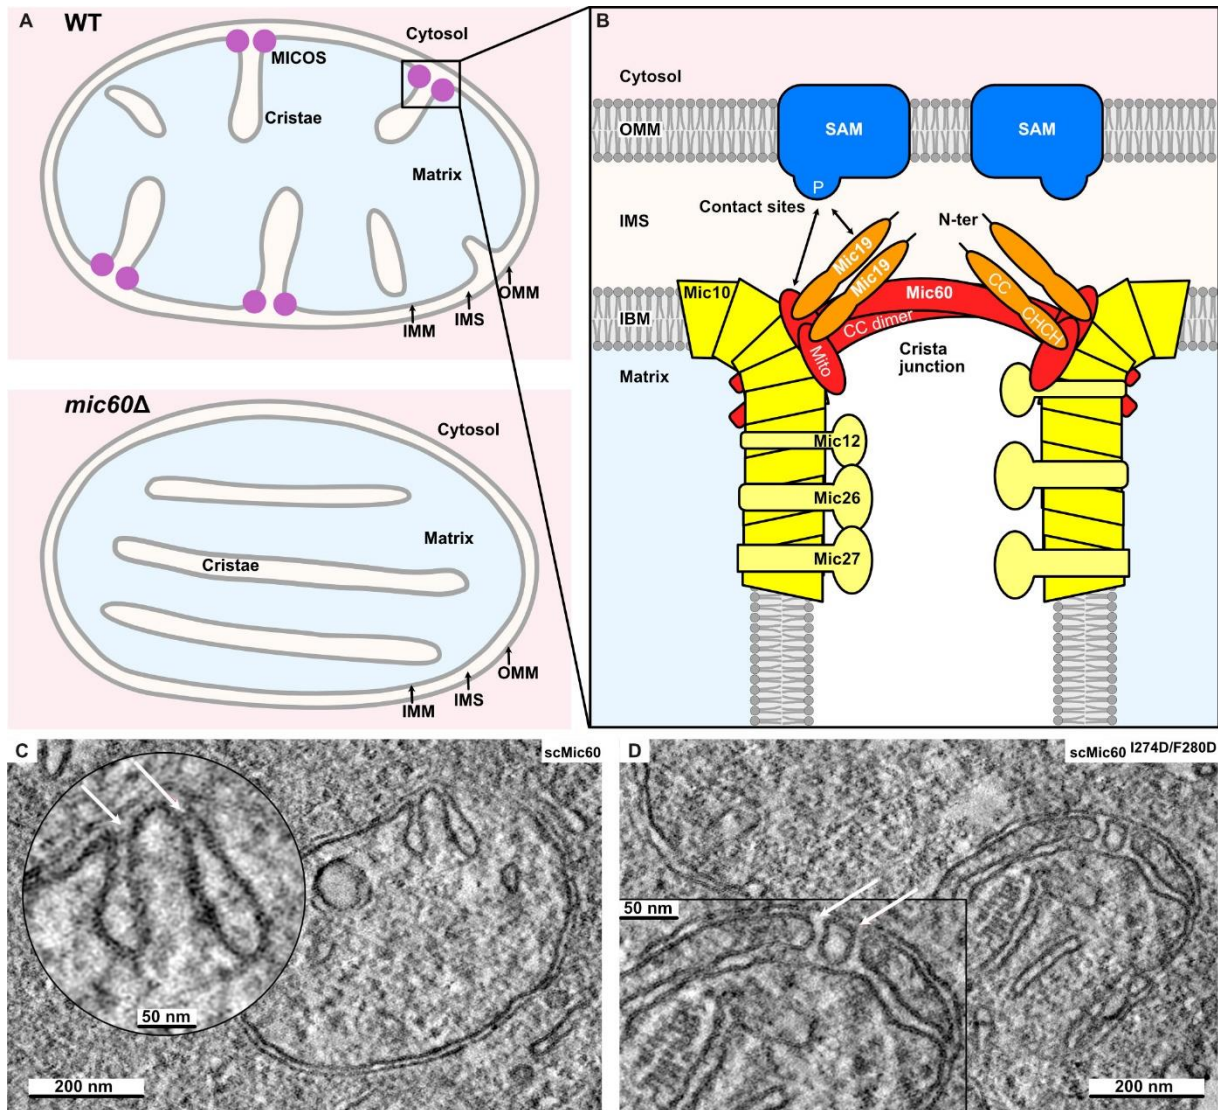 A
WT
Cytosol
MICOS
Cristae
Matrix
OMM
IMS
IMM
mic60Δ
Cytosol
Matrix
Cristae
OMM
IMS
IMM
B
Cytosol
OMM
SAM
SAM
P
Contact sites
N-ter
IMS
Mic19
Mic19
Mic10
Mic60
CC
CC dimer
CHCH
IBM
Mito
Crista
junction
Matrix
Mic12
Mic26
Mic27
C
scMic60
50 nm
200 nm
D
scMic60 I274D/F280D
50 nm
200 nm